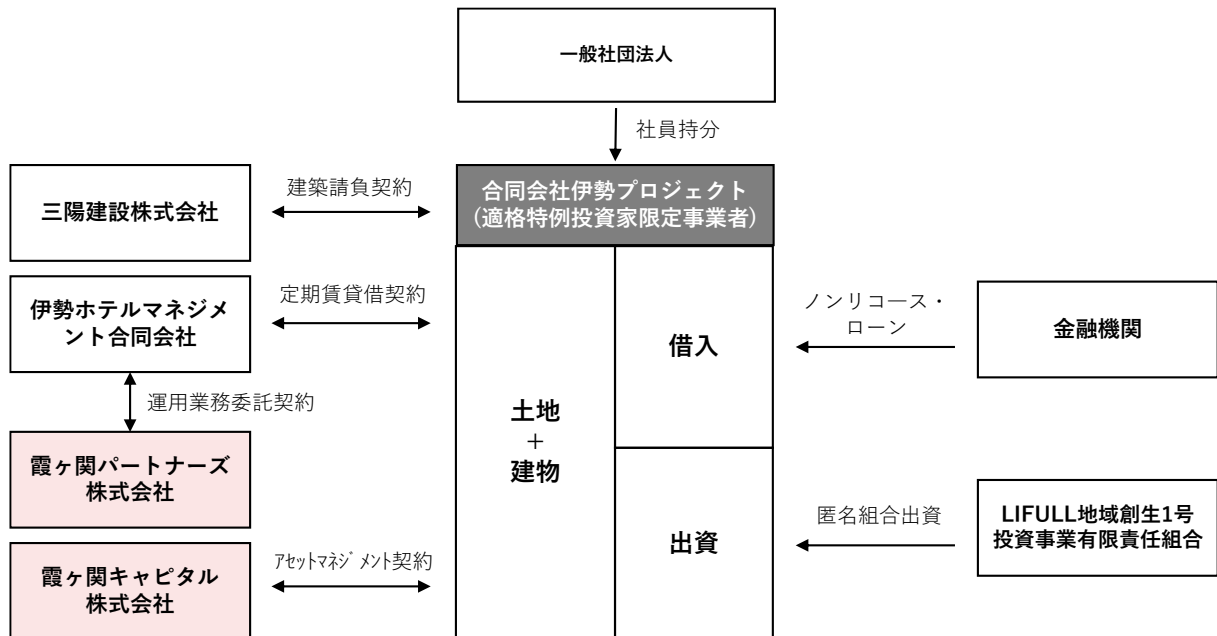 一般社団法人
社員持分
合同会社伊勢プロジェクト
(適格特例投資家限定事業者)
建築請負契約
三陽建設株式会社
定期賃貸借契約
伊勢ホテルマネジメ
ント合同会社
運用業務委託契約
霞ヶ関パートナーズ
株式会社
アセットマネジメント契約
霞ヶ関キャピタル
株式会社
土地
+
建物
借入
出資
ノンリコース・
ローン
金融機関
匿名組合出資
LIFULL地域創生1号
投資事業有限責任組合